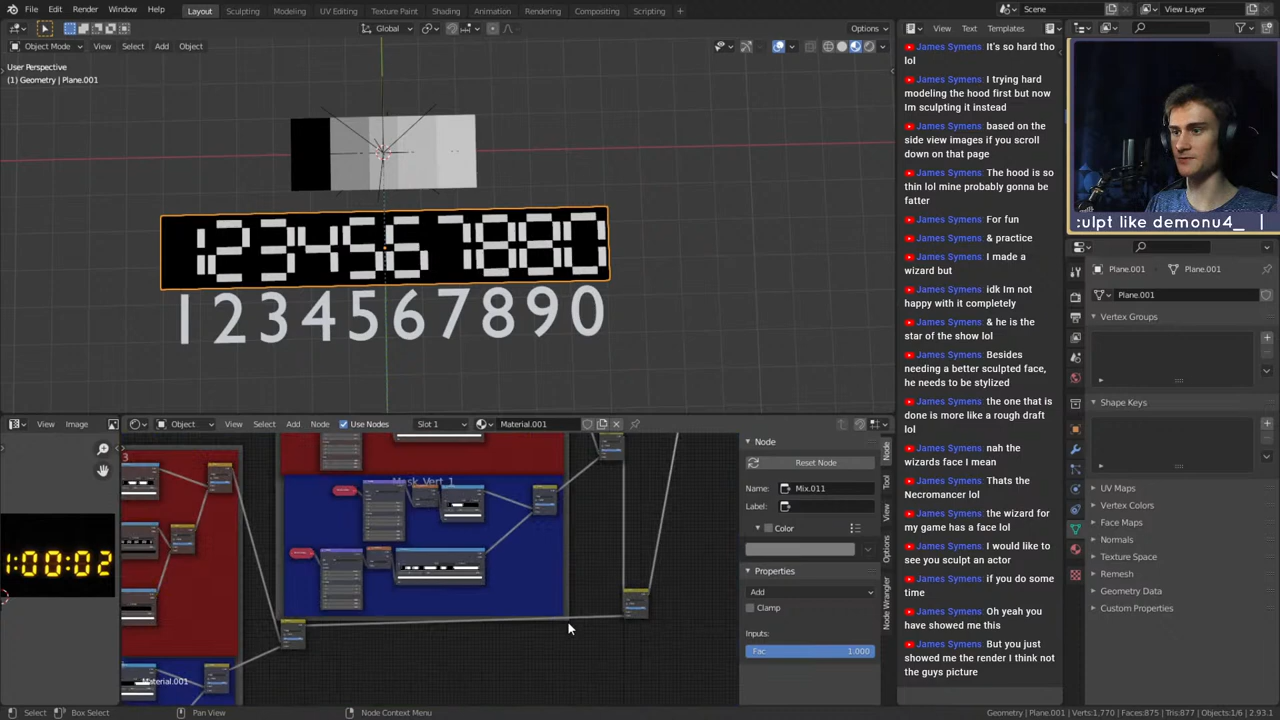 File Edit Render Window Help
Layout Sculpting Modeling UV Editing Texture Paint Shading Animation Rendering Compositing Scripting +
Scene View Layer
Global
Options
Object Mode View Select Add Object
User Perspective
(1) Geometry | Plane.001
1234567890
1234567890
View Text Templates
James Symens: It's so hard tho
lol
James Symens: I trying hard
modeling the hood first but now
Im sculpting it instead
James Symens: based on the
side view images if you scroll
down on that page
James Symens: The hood is so
thin lol mine probably gonna be
fatter
James Symens: For fun
James Symens: & practice
James Symens: I made a
wizard but
James Symens: idk Im not
happy with it completely
James Symens: & he is the
star of the show lol
James Symens: Besides
needing a better sculpted face,
he needs to be stylized
James Symens: the one that is
done is more like a rough draft
lol
James Symens: nah the
wizards face I mean
James Symens: Thats the
Necromancer lol
James Symens: the wizard for
my game has a face lol
James Symens: I would like to
see you sculpt an actor
James Symens: if you do some
time
James Symens: Oh yeah you
have showed me this
James Symens: But you just
showed me the render I think not
the guys picture
sculpt like demonu4_
Plane.001 Plane.001
Plane.001
Vertex Groups
Shape Keys
UV Maps
Vertex Colors
Face Maps
Normals
Texture Space
Remesh
Geometry Data
Custom Properties
View Image
1:00:02
Object View Select Add Node Use Nodes Slot 1 Material.001
3
Mask Vert 1
Material.001
Node
Reset Node
Name: Mix.011
Label:
Color
Properties
Add
Clamp
Inputs:
Fac 1.000
Node
Tool
View
Options
Node Wrangler
Select Box Select Pan View Node Context Menu
Geometry | Plane.001 | Verts:1,770 | Faces:875 | Tris:877 | Objects:1/6 | 2.93.1